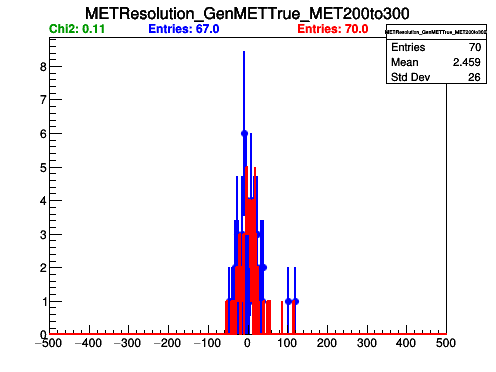 METResolution_GenMETTrue_MET200to300
Chi2: 0.11 Entries: 67.0 Entries: 70.0
METResolution_GenMETTrue_MET200to300
Entries 70
Mean 2.459
Std Dev 26
8
7
6
5
4
3
2
1
0
−500 −400 −300 −200 −100 0 100 200 300 400 500